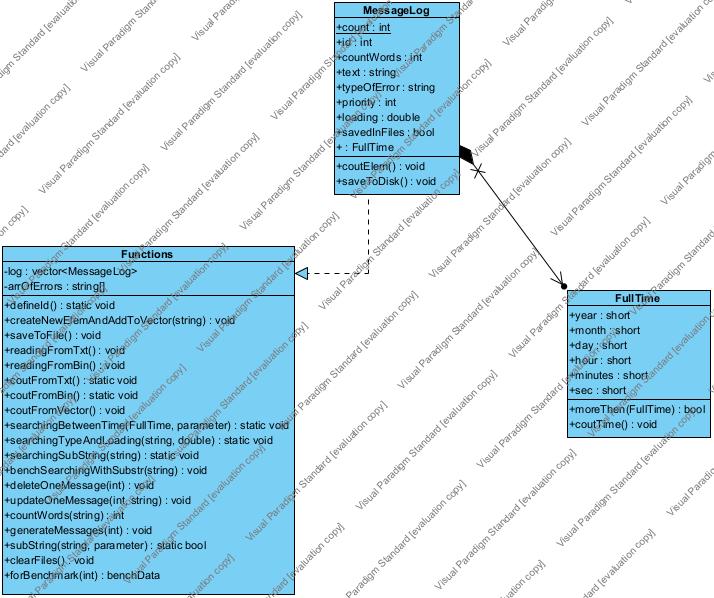 MessageLog
+count : int
+id : int
+countWords : int
+text : string
+typeOfError : string
+priority : int
+loading : double
+savedInFiles : bool
+ : FullTime
+coutElem() : void
+saveToDisk() : void
Functions
-log : vector<MessageLog>
-arrOfErrors : string[]
+defineId() : static void
+createNewElemAndAddToVector(string) : void
+saveToFile() : void
+readingFromTxt() : void
+readingFromBin() : void
+coutFromTxt() : static void
+coutFromBin() : static void
+coutFromVector() : void
+searchingBetweenTime(FullTime, parameter) : static void
+searchingTypeAndLoading(string, double) : static void
+searchingSubString(string) : static void
+benchSearchingWithSubstr(string) : void
+deleteOneMessage(int) : void
+updateOneMessage(int, string) : void
+countWords(string) : int
+generateMessages(int) : void
+subString(string, parameter) : static bool
+clearFiles() : void
+forBenchmark(int) : benchData
FullTime
+year : short
+month : short
+day : short
+hour : short
+minutes : short
+sec : short
+moreThen(FullTime) : bool
+coutTime() : void
Visual Paradigm Standard [evaluation copy]